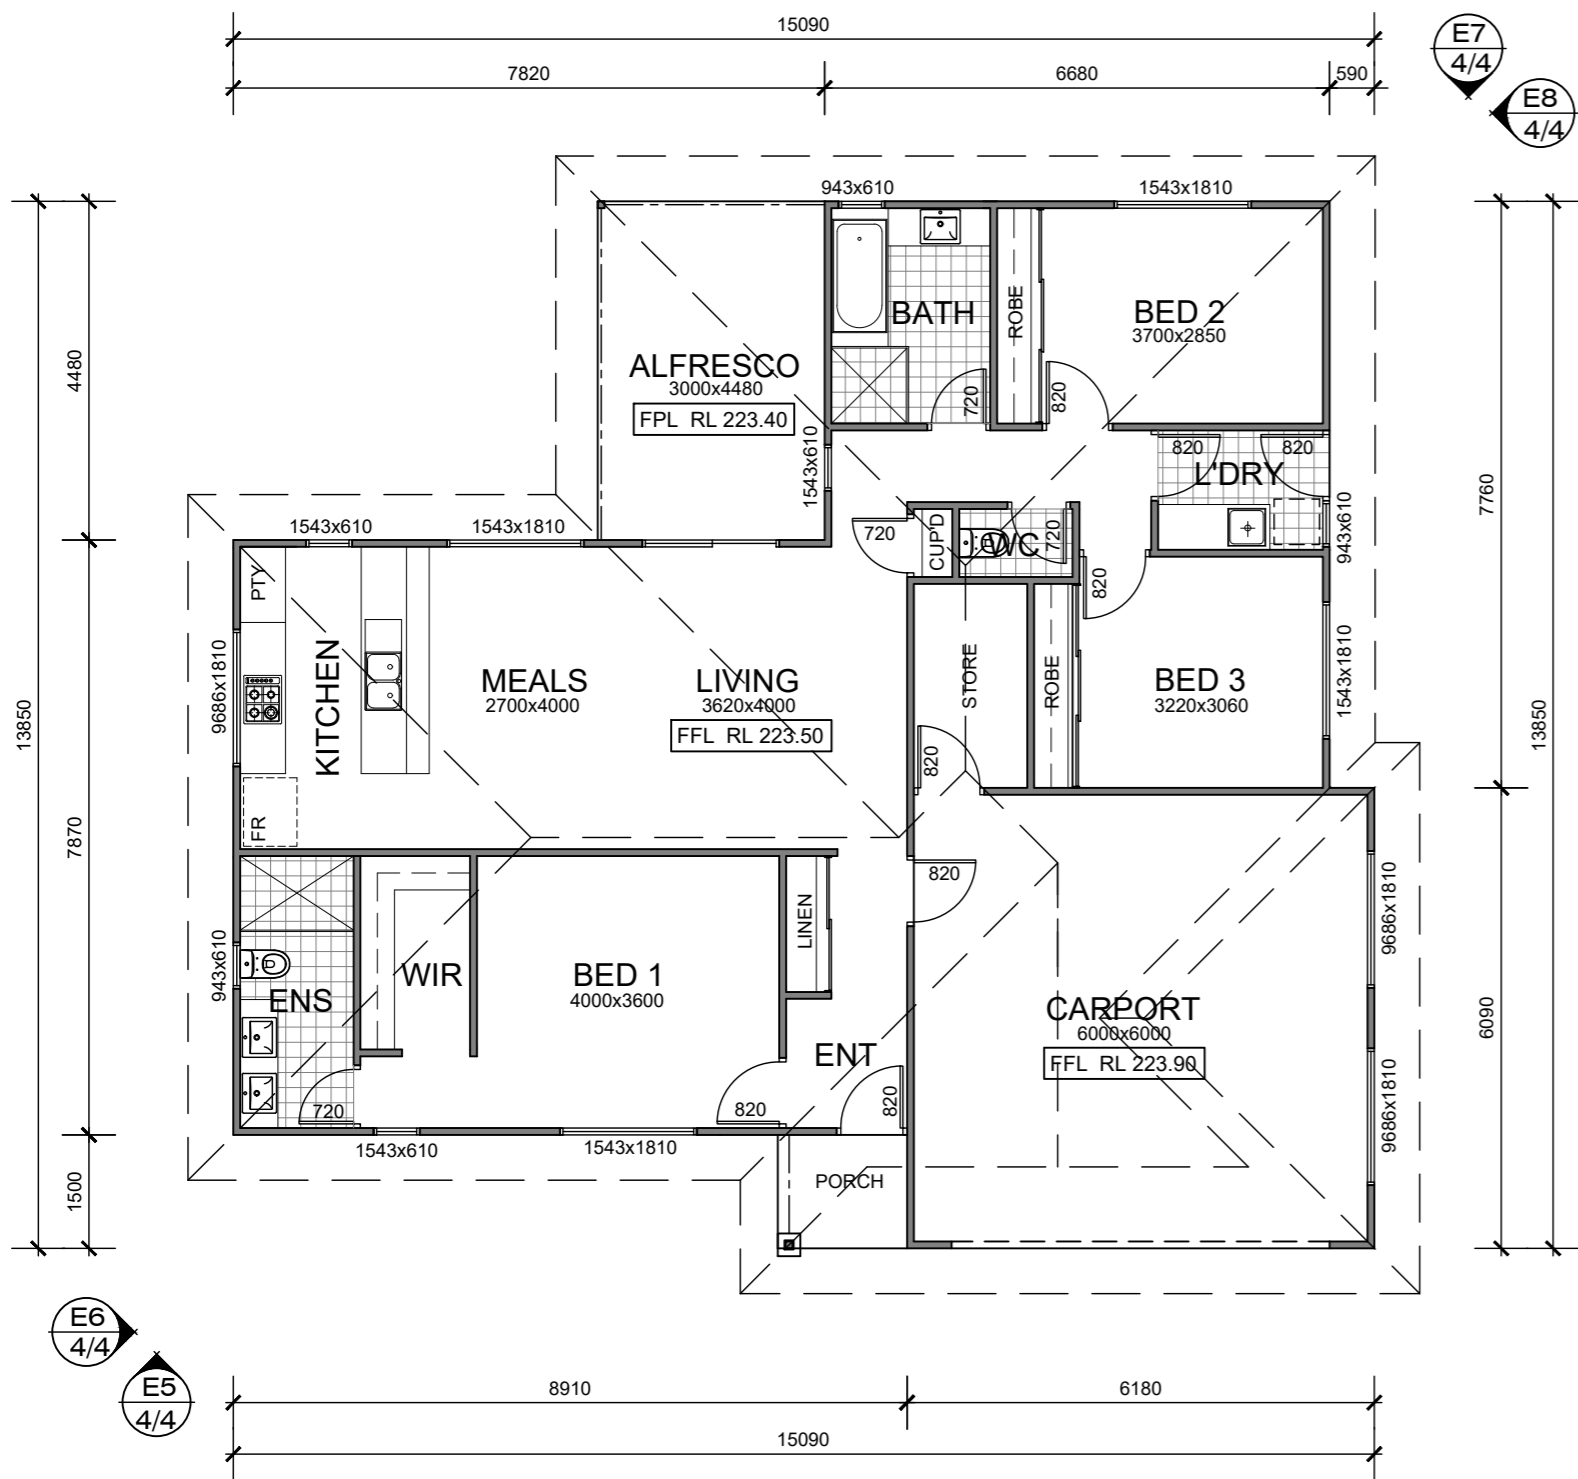 15090
7820
6680
590
E7
4/4
E8
4/4
943x610
1543x1810
4480
13850
BATH
ROBE
BED 2
3700x2850
ALFRESCO
3000x4480
FPL RL 223.40
720
820
1543x610
820
820
L'DRY
7760
13850
1543x610
1543x1810
720
CUP'D
WC
720
943x610
PTY
820
KITCHEN
9686x1810
MEALS
2700x4000
LIVING
3620x4000
FFL RL 223.50
STORE
ROBE
BED 3
3220x3060
1543x1810
820
FR
7870
820
LINEN
9686x1810
943x610
ENS
WIR
BED 1
4000x3600
CARPORT
6000x6000
FFL RL 223.90
6090
ENT
720
820
820
9686x1810
1543x610
1543x1810
PORCH
1500
E6
4/4
E5
4/4
8910
6180
15090